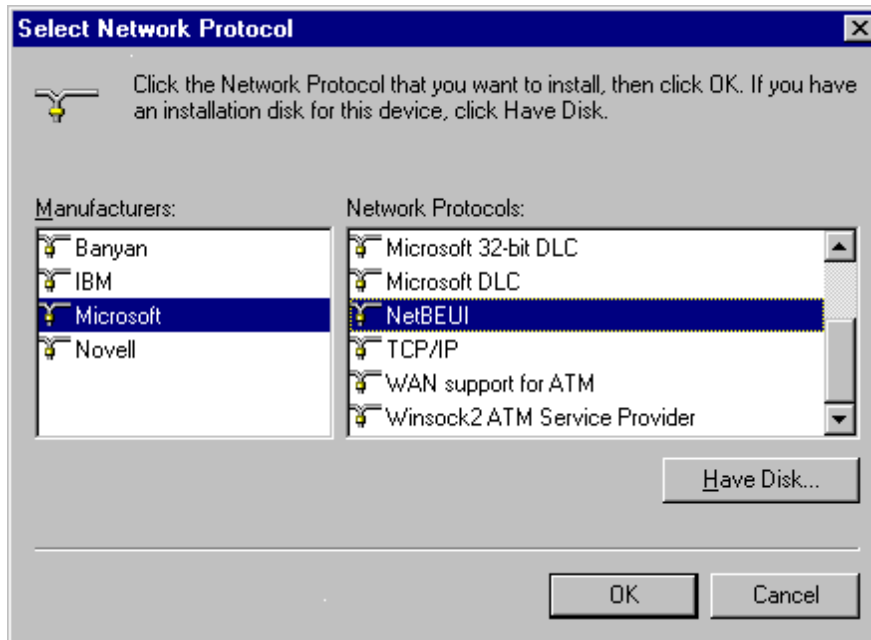 Select Network Protocol
Click the Network Protocol that you want to install, then click OK. If you have
an installation disk for this device, click Have Disk.
Manufacturers:
Banyan
IBM
Microsoft
Novell
Network Protocols:
Microsoft 32-bit DLC
Microsoft DLC
NetBEUI
TCP/IP
WAN support for ATM
Winsock2 ATM Service Provider
Have Disk...
OK
Cancel